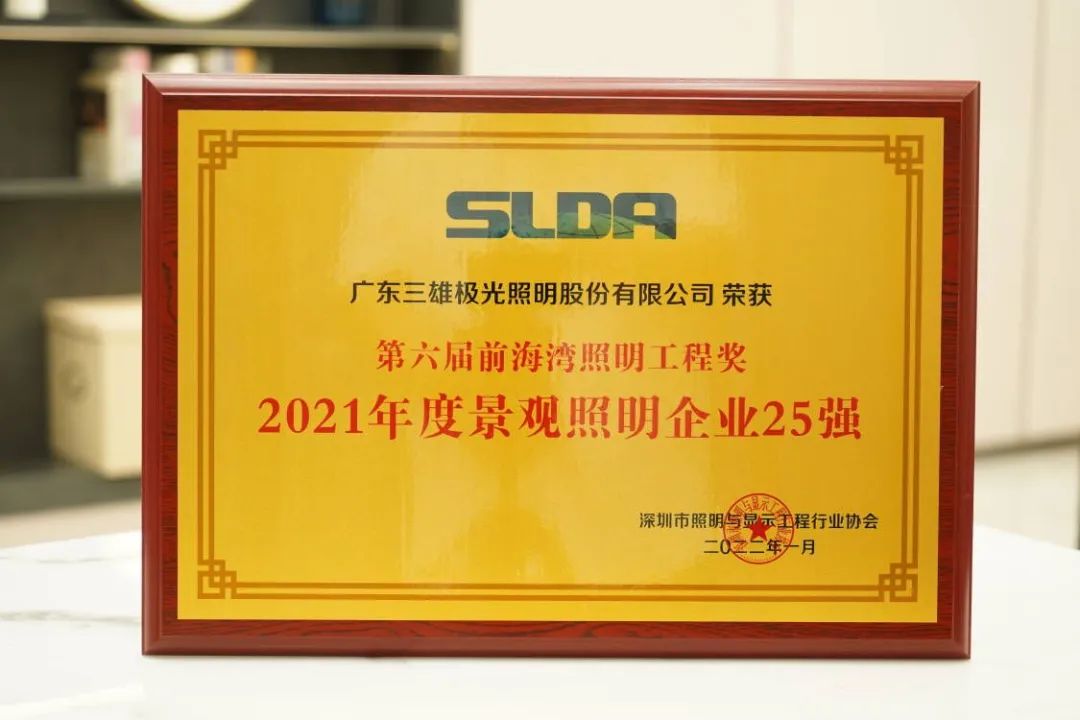 SLDA
广东三雄极光照明股份有限公司 荣获
第六届前海湾照明工程奖
2021年度景观照明企业25强
深圳市照明与显示工程行业协会
二〇二二年一月